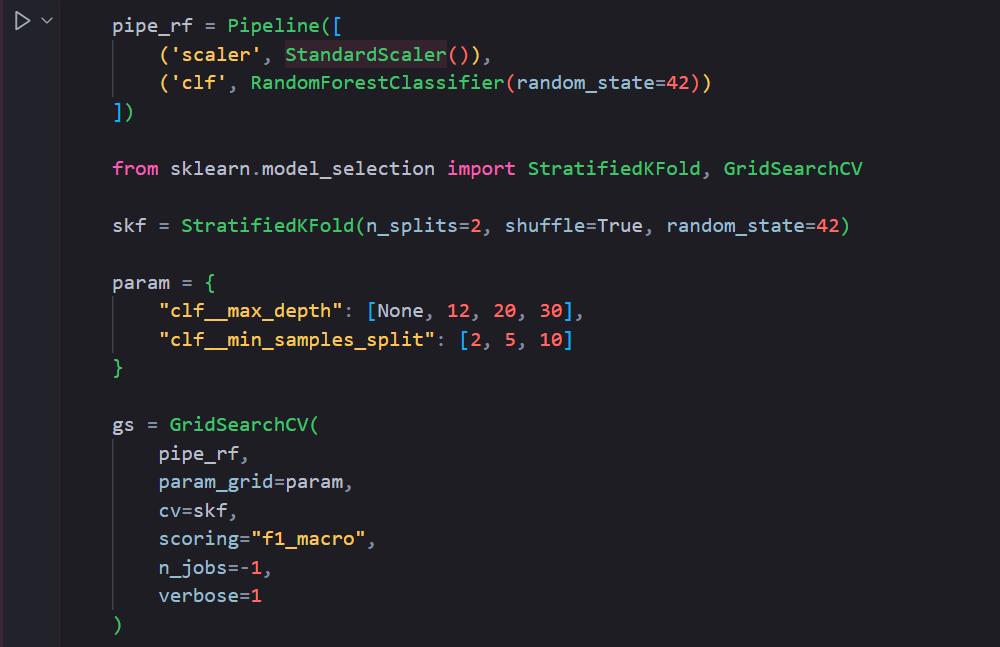 pipe_rf = Pipeline([
    ('scaler', StandardScaler()),
    ('clf', RandomForestClassifier(random_state=42))
])

from sklearn.model_selection import StratifiedKFold, GridSearchCV

skf = StratifiedKFold(n_splits=2, shuffle=True, random_state=42)

param = {
    "clf__max_depth": [None, 12, 20, 30],
    "clf__min_samples_split": [2, 5, 10]
}

gs = GridSearchCV(
    pipe_rf,
    param_grid=param,
    cv=skf,
    scoring="f1_macro",
    n_jobs=-1,
    verbose=1
)